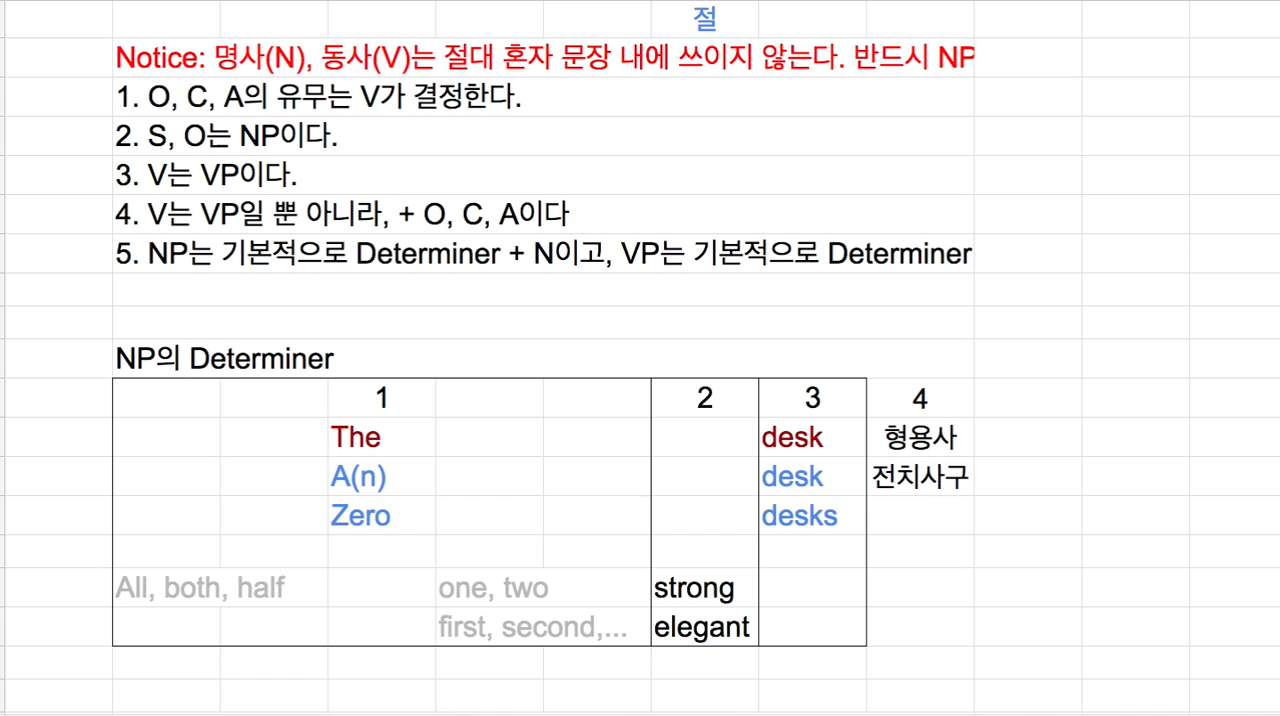 절
Notice: 명사(N), 동사(V)는 절대 혼자 문장 내에 쓰이지 않는다. 반드시 NP
1. O, C, A의 유무는 V가 결정한다.
2. S, O는 NP이다.
3. V는 VP이다.
4. V는 VP일 뿐 아니라, + O, C, A이다
5. NP는 기본적으로 Determiner + N이고, VP는 기본적으로 Determiner
NP의 Determiner
1 2 3 4
The desk 형용사
A(n) desk 전치사구
Zero desks
All, both, half one, two strong
first, second,... elegant